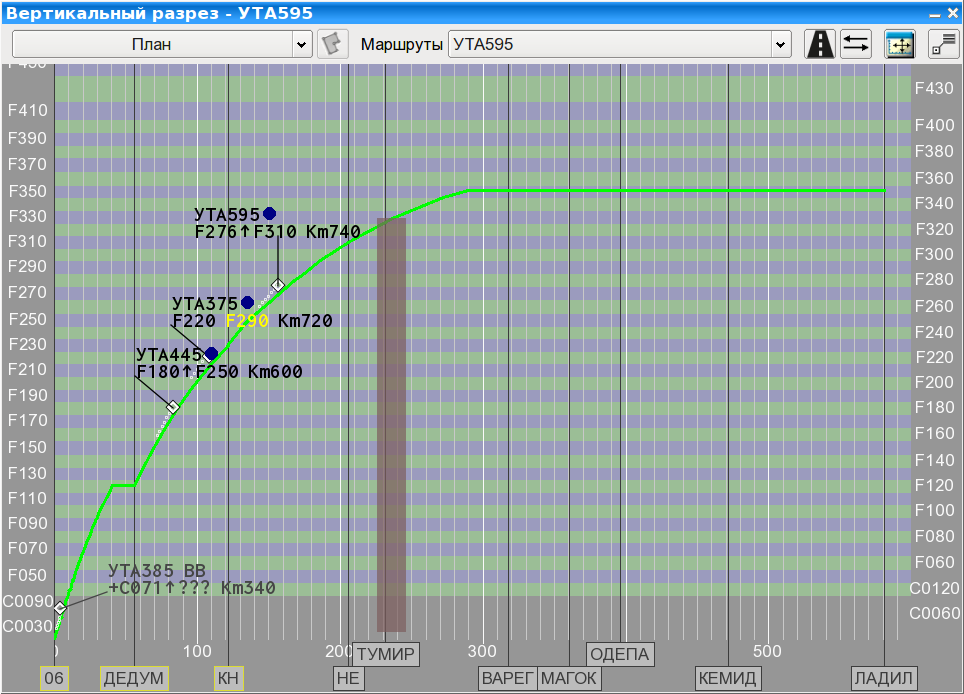 Вертикальный разрез - УТА595
План
Маршруты УТА595
F430
F410
F390
F370
F350
F330
F310
F290
F270
F250
F230
F210
F190
F170
F150
F130
F110
F090
F070
F050
C0090
C0030
F430
F400
F380
F360
F340
F320
F300
F280
F260
F240
F220
F200
F180
F160
F140
F120
F100
F080
F060
C0120
C0060
УТА595
F276↑F310 Km740
УТА375
F220 F290 Km720
УТА445
F180↑F250 Km600
УТА385 ВВ
+C071↑??? Km340
0 100 200 300 500
ТУМИР ОДЕПА
06 ДЕДУМ КН НЕ ВАРЕГ МАГОК КЕМИД ЛАДИЛ